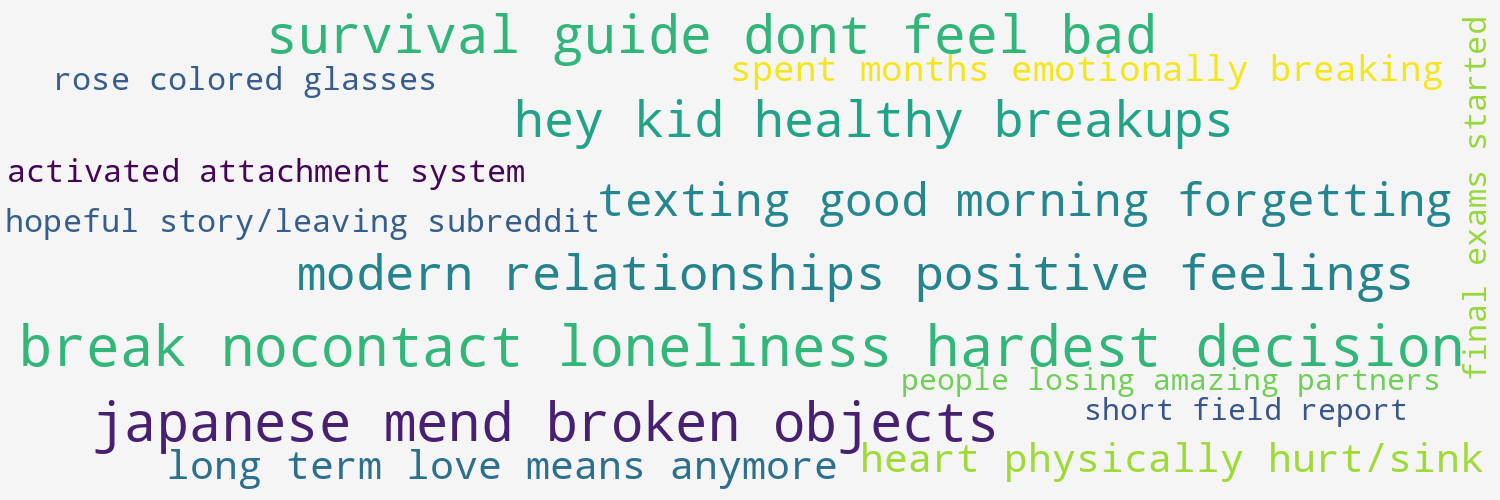 survival guide dont feel bad
rose colored glasses
spent months emotionally breaking
hey kid healthy breakups
activated attachment system
texting good morning forgetting
hopeful story/leaving subreddit
modern relationships positive feelings
break nocontact loneliness hardest decision
people losing amazing partners
japanese mend broken objects
short field report
long term love means anymore
heart physically hurt/sink
final exams started